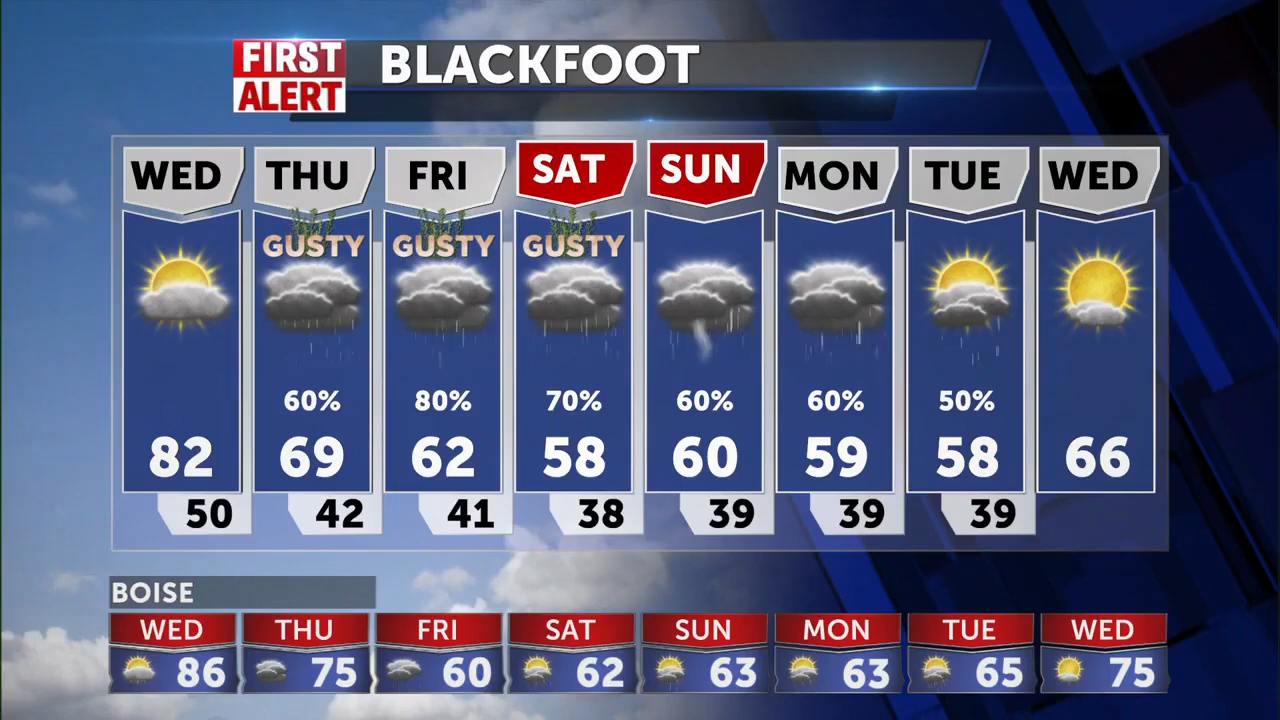 FIRST
ALERT
BLACKFOOT
WED THU FRI SAT SUN MON TUE WED
GUSTY GUSTY GUSTY
60% 80% 70% 60% 60% 50%
82 69 62 58 60 59 58 66
50 42 41 38 39 39 39
BOISE
WED THU FRI SAT SUN MON TUE WED
86 75 60 62 63 63 65 75